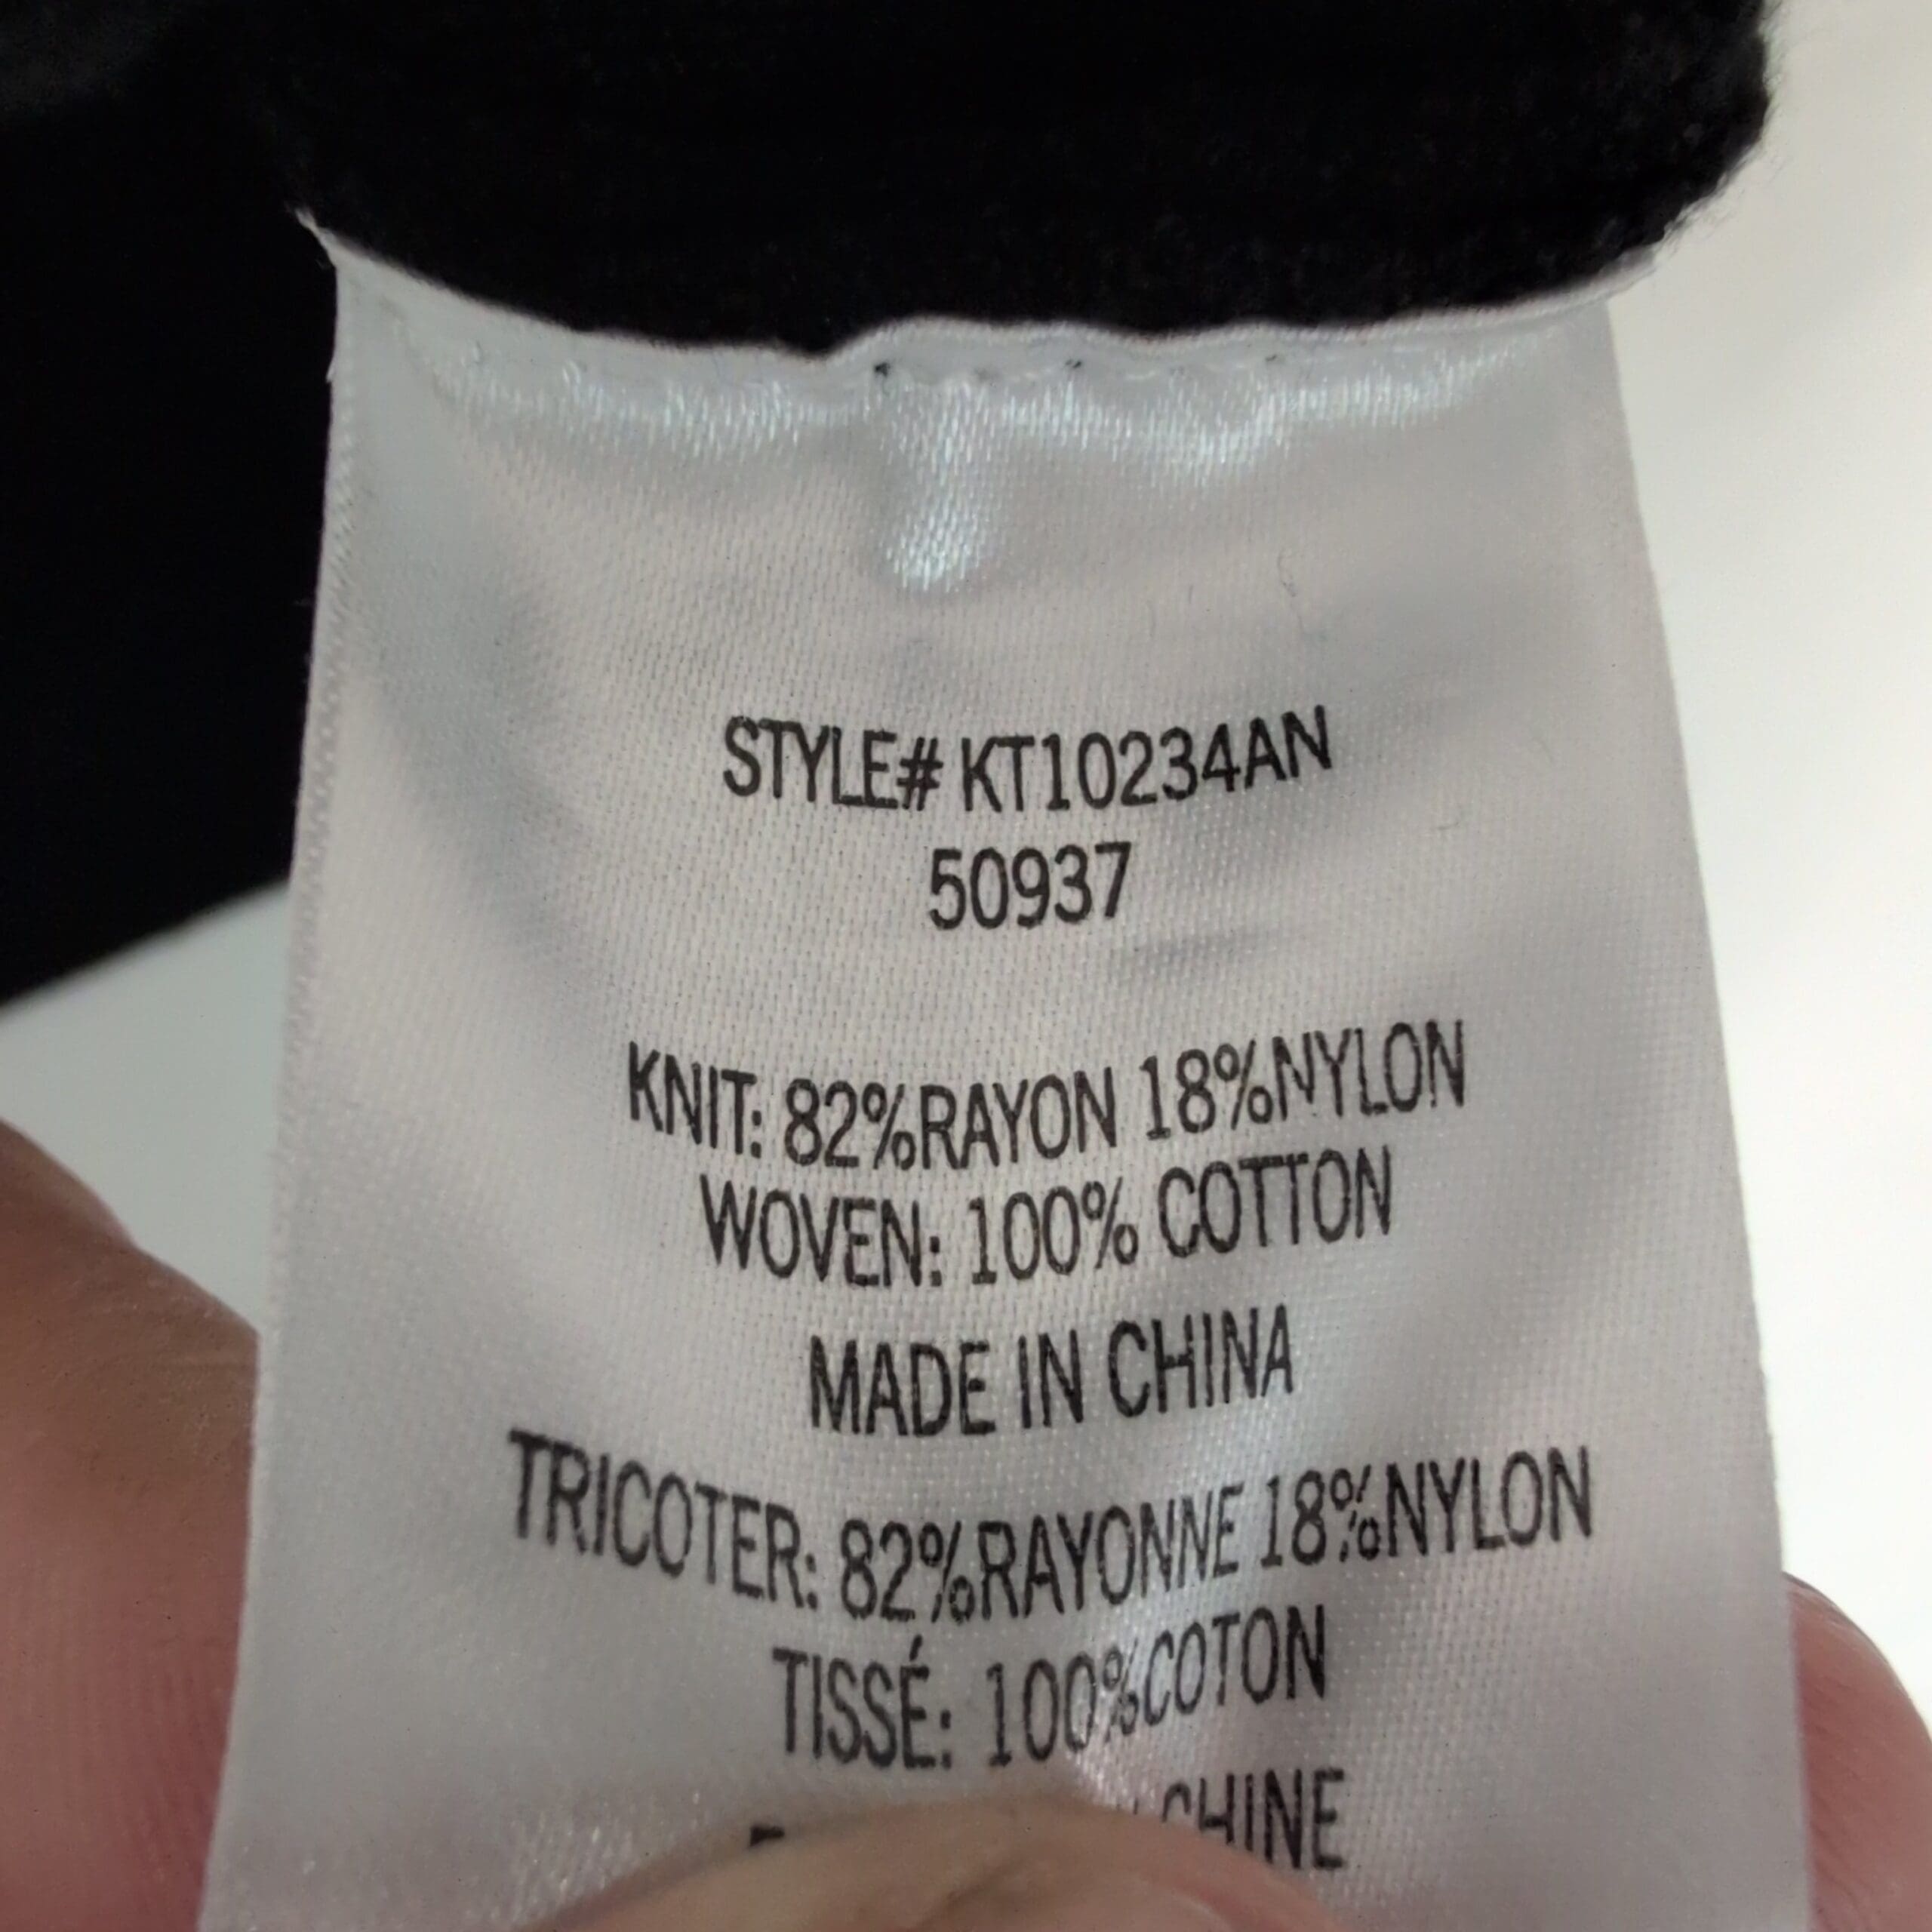 STYLE# KT10234AN
50937
KNIT: 82%RAYON 18%NYLON
WOVEN: 100% COTTON
MADE IN CHINA
TRICOTER: 82%RAYONNE 18%NYLON
TISSÉ: 100%COTON
CHINE